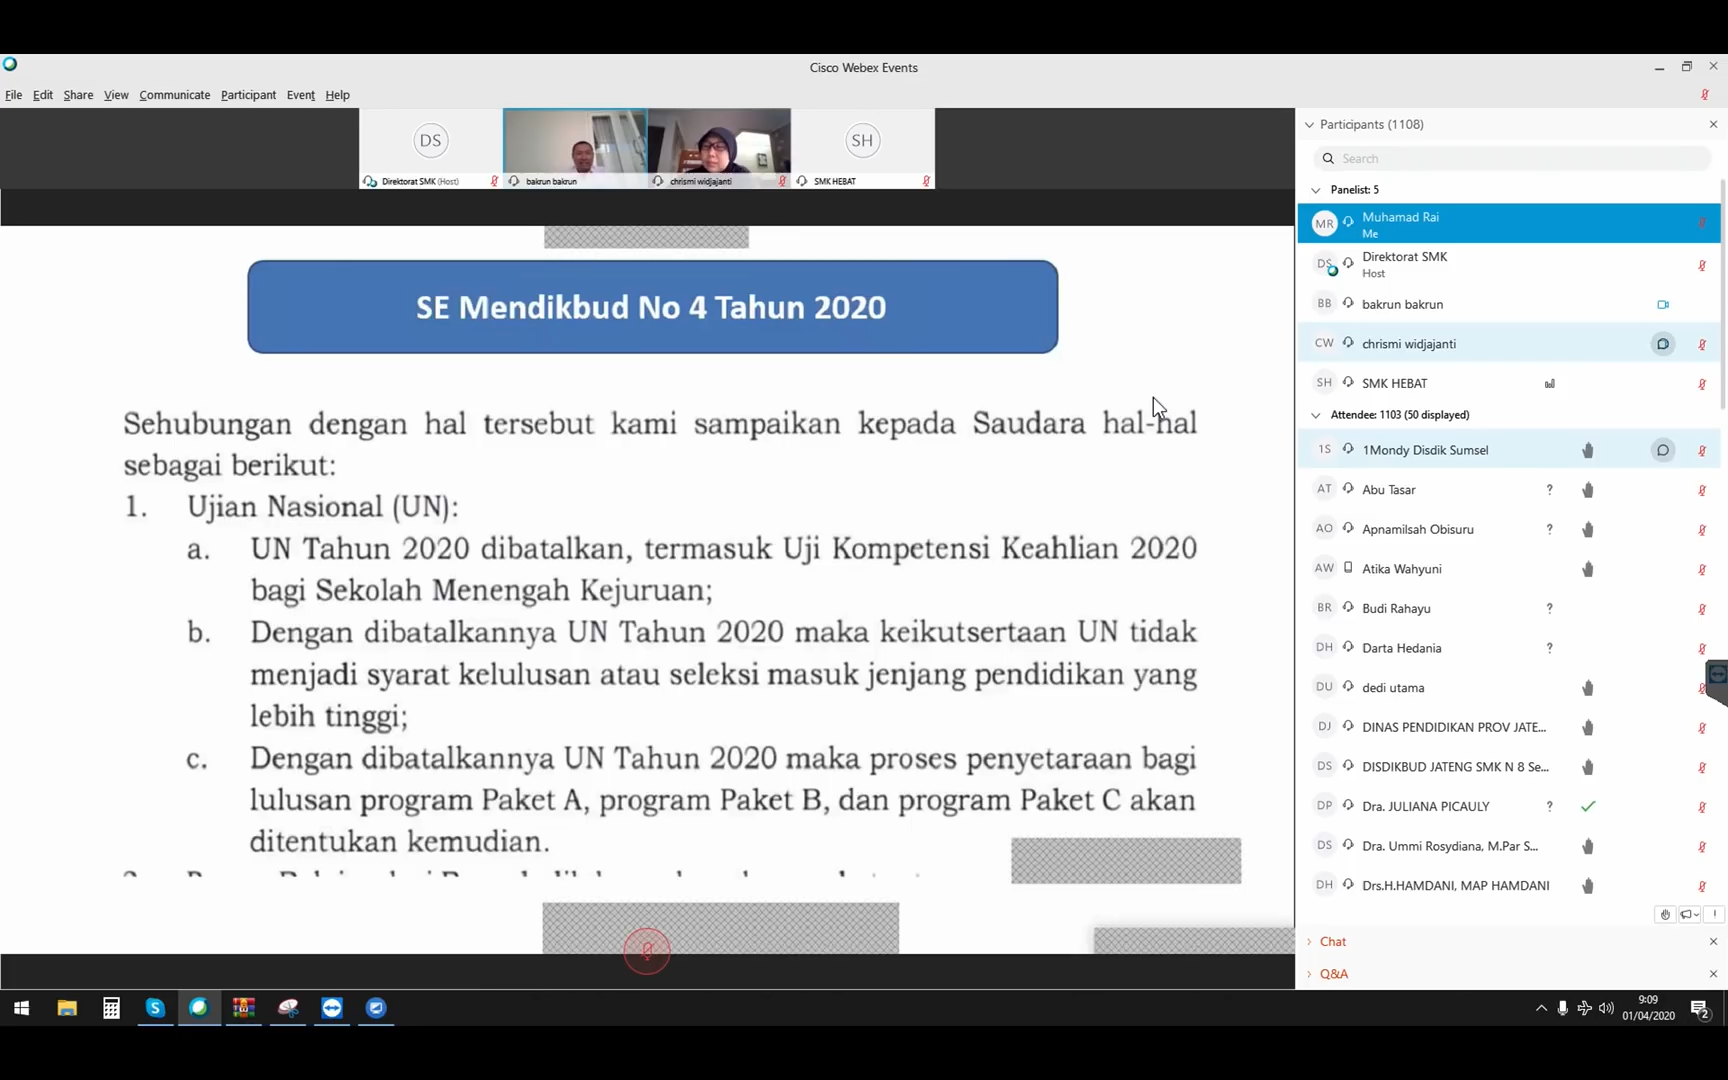 Cisco Webex Events
File Edit Share View Communicate Participant Event Help
DS
SH
Direktorat SMK (Host)
bakrun bakrun
chrismi widjajanti
SMK HEBAT
SE Mendikbud No 4 Tahun 2020
Sehubungan dengan hal tersebut kami sampaikan kepada Saudara hal-hal
sebagai berikut:
1. Ujian Nasional (UN):
a. UN Tahun 2020 dibatalkan, termasuk Uji Kompetensi Keahlian 2020
bagi Sekolah Menengah Kejuruan;
b. Dengan dibatalkannya UN Tahun 2020 maka keikutsertaan UN tidak
menjadi syarat kelulusan atau seleksi masuk jenjang pendidikan yang
lebih tinggi;
c. Dengan dibatalkannya UN Tahun 2020 maka proses penyetaraan bagi
lulusan program Paket A, program Paket B, dan program Paket C akan
ditentukan kemudian.
Participants (1108)
Search
Panelist: 5
MR Muhamad Rai
Me
DS Direktorat SMK
Host
BB bakrun bakrun
CW chrismi widjajanti
SH SMK HEBAT
Attendee: 1103 (50 displayed)
1S 1Mondy Disdik Sumsel
AT Abu Tasar ?
AO Apnamilsah Obisuru ?
AW Atika Wahyuni
BR Budi Rahayu ?
DH Darta Hedania ?
DU dedi utama
DJ DINAS PENDIDIKAN PROV JATE...
DS DISDIKBUD JATENG SMK N 8 Se...
DP Dra. JULIANA PICAULY ?
DS Dra. Ummi Rosydiana, M.Par S...
DH Drs.H.HAMDANI, MAP HAMDANI
Chat
Q&A
9:09
01/04/2020
2